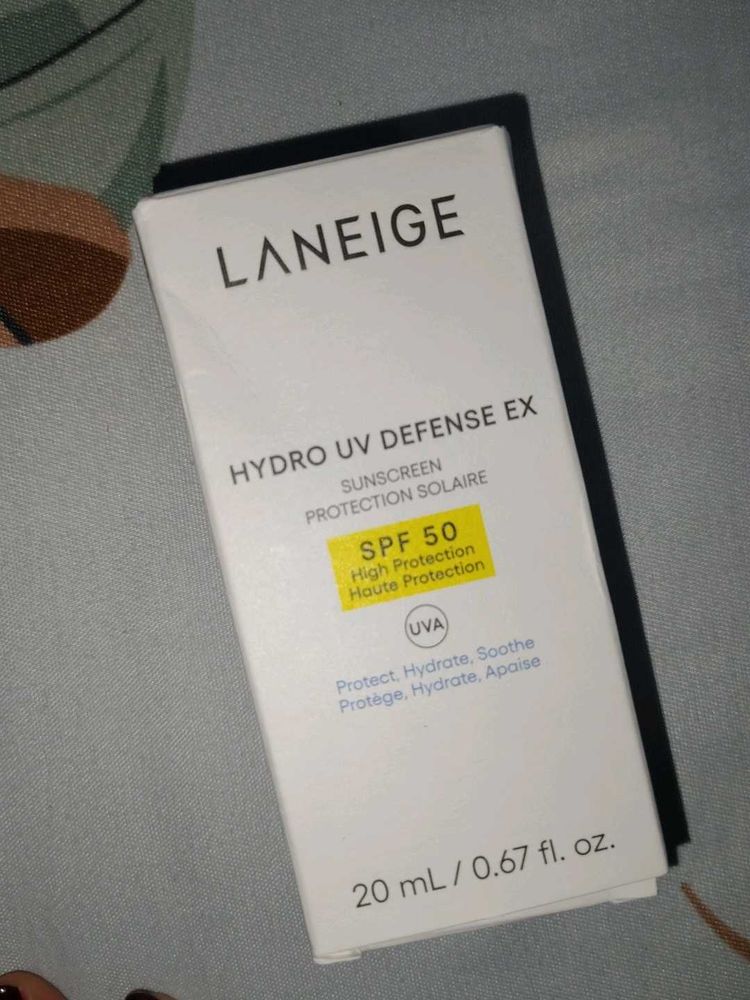 LANEIGE
HYDRO UV DEFENSE EX
SUNSCREEN
PROTECTION SOLAIRE
SPF 50
High Protection
Haute Protection
UVA
Protect, Hydrate, Soothe
Protège, Hydrate, Apaise
20 mL / 0.67 fl. oz.